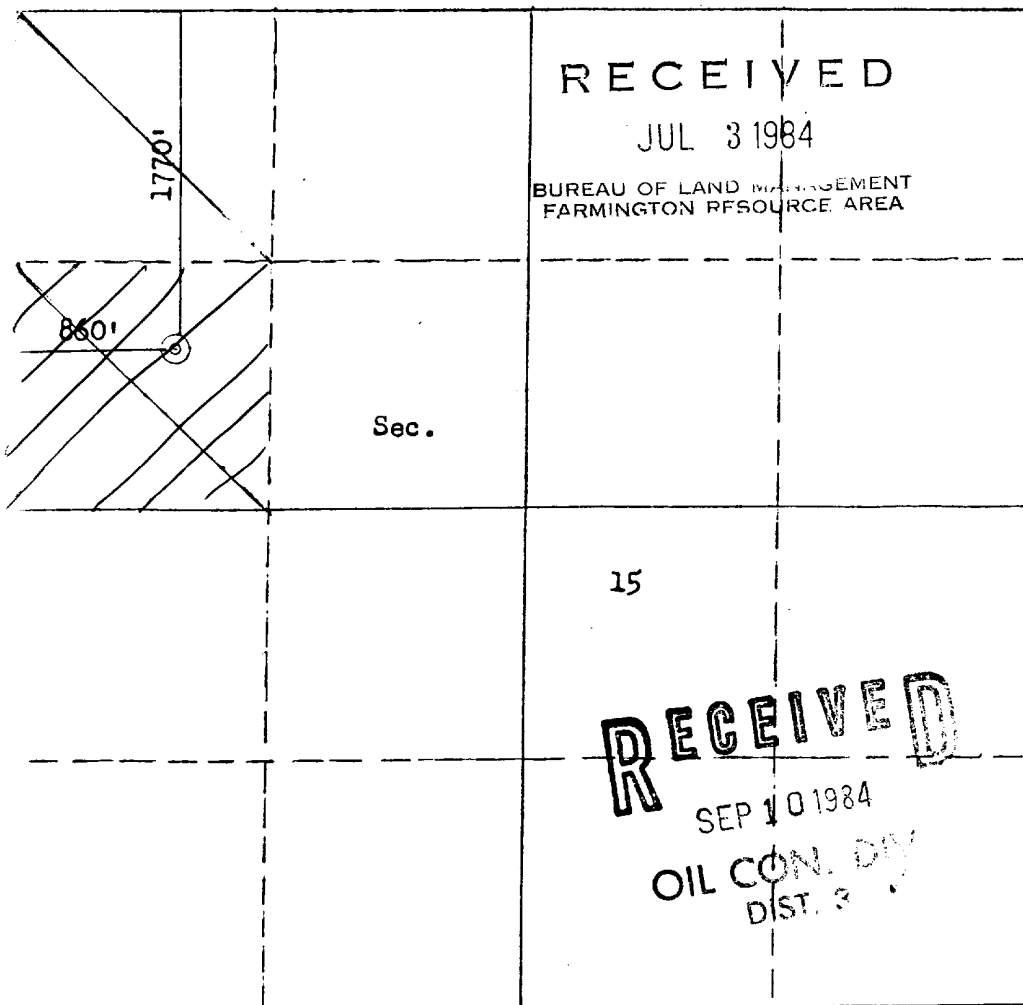 RECEIVED
JUL 3 1984
BUREAU OF LAND MANAGEMENT
FARMINGTON RESOURCE AREA
1770'
860'
Sec.
15
RECEIVED
SEP 10 1984
OIL CON. DIV
DIST. 3